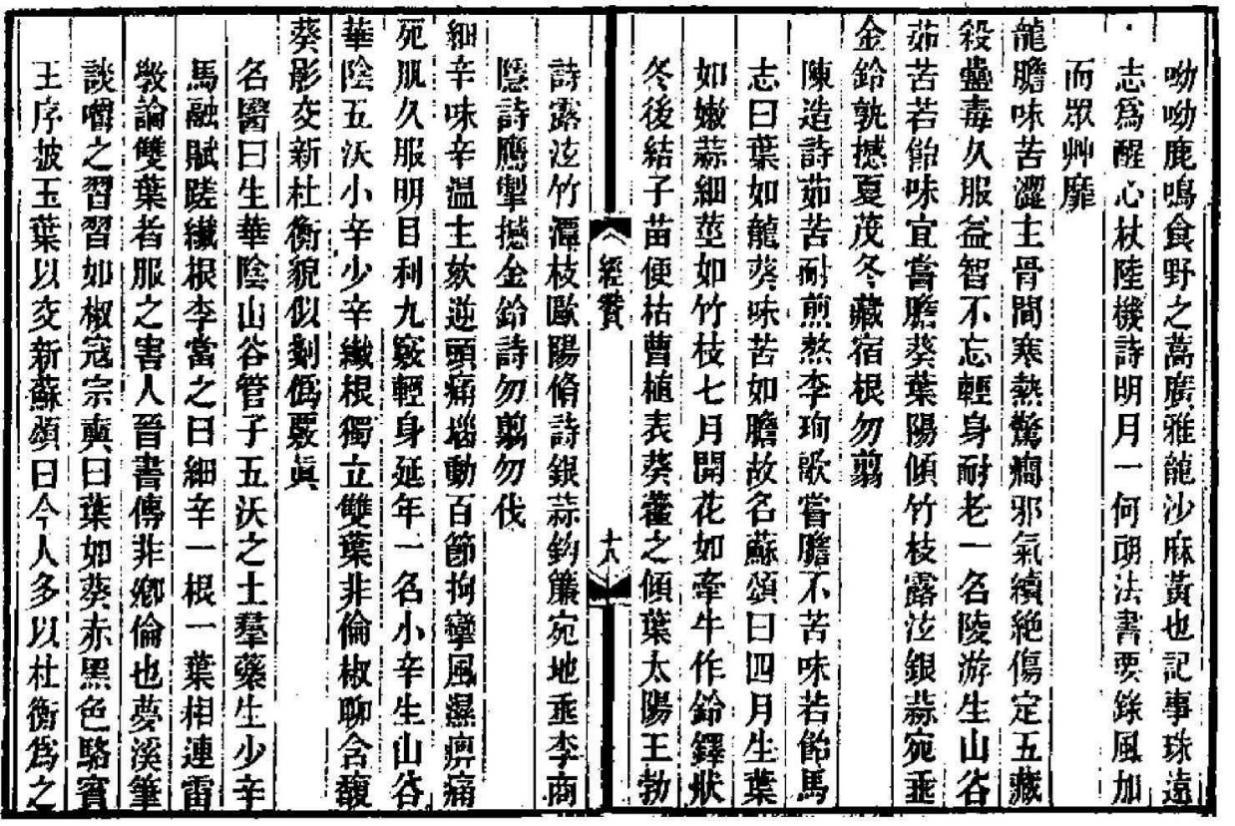 呦呦鹿鳴食野之蒿廣雅龍沙麻黃也記事珠遠
志爲醒心杖陸機詩明月一何朗法書要錄風加
而眾艸靡
龍膽味苦澀主骨間寒熱驚癇邪氣續絶傷定五藏
殺蠱毒久服益智不忘輕身耐老一名陵游生山谷
茹苦若飴味宜嘗膽葵葉陽傾竹枝露泣銀蒜宛垂
金鈴孰撼夏茂冬藏宿根勿翦
陳造詩茹苦耐煎熬李珣歌嘗膽不苦味若飴馬
志曰葉如龍葵味苦如膽故名蘇頌曰四月生葉
如嫩蒜細莖如竹枝七月開花如牽牛作鈴鐸狀
冬後結子苗便枯曹植表葵藿之傾葉太陽王勃
經贊
十八
詩露泣竹潭枝歐陽脩詩銀蒜鈎簾宛地垂李商
隱詩鷹掣撼金鈴詩勿翦勿伐
細辛味辛溫主欬逆頭痛腦動百節拘攣風濕痹痛
死肌久服明目利九竅輕身延年一名小辛生山谷
華陰五沃小辛少辛纖根獨立雙葉非倫椒聊含馥
葵影交新杜衡貌似剗僞覈眞
名醫曰生華陰山谷管子五沃之土羣藥生少辛
馬融賦蹉纖根李當之曰細辛一根一葉相連雷
斆論雙葉者服之害人晉書傳非鄉倫也夢溪筆
談嚼之習習如椒寇宗奭曰葉如葵赤黑色駱賓
王序披玉葉以交新蘇頌曰今人多以杜衡爲之